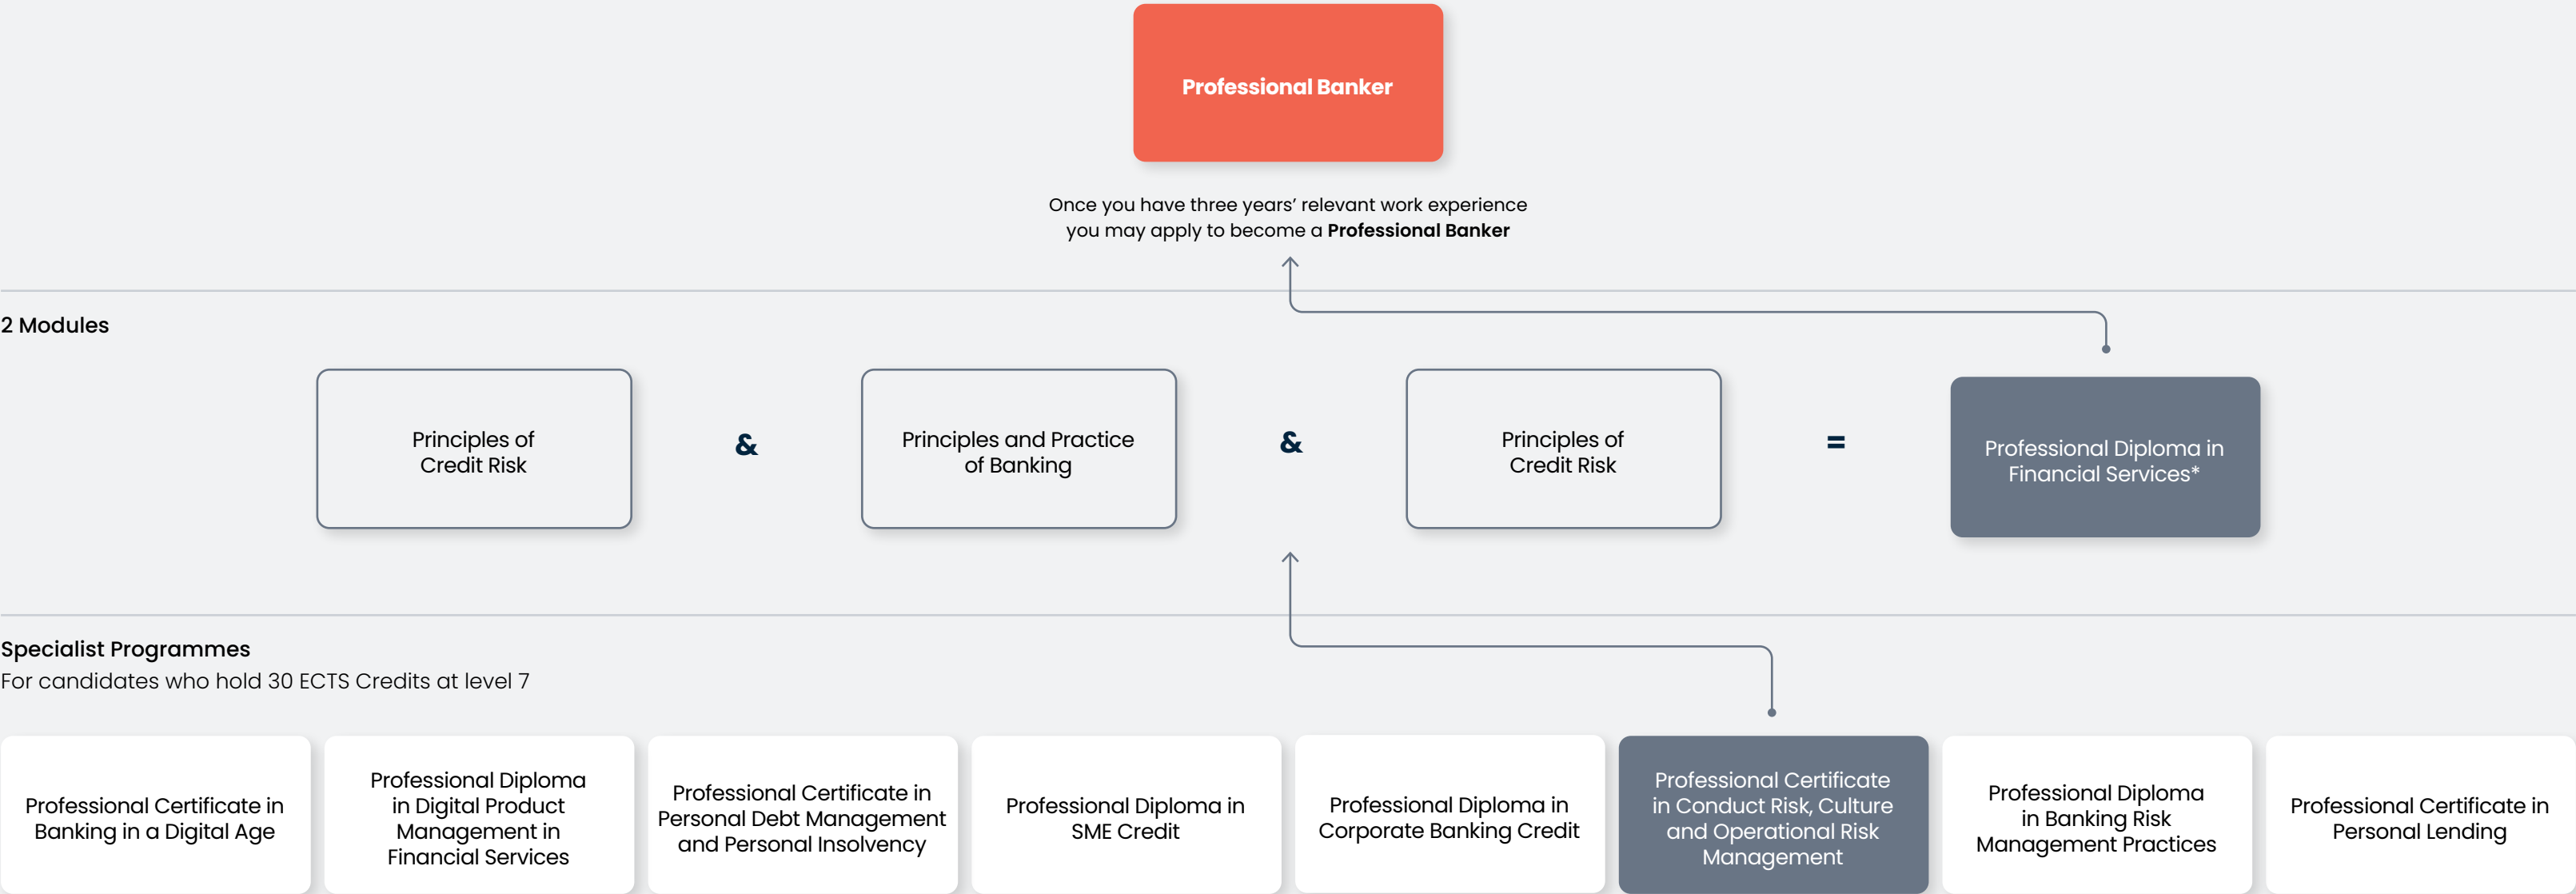 Professional Banker
Once you have three years’ relevant work experience
you may apply to become a Professional Banker
2 Modules
Principles of
Credit Risk
&
Principles and Practice
of Banking
&
Principles of
Credit Risk
=
Professional Diploma in
Financial Services*
Specialist Programmes
For candidates who hold 30 ECTS Credits at level 7
Professional Certificate in
Banking in a Digital Age
Professional Diploma
in Digital Product
Management in
Financial Services
Professional Certificate in
Personal Debt Management
and Personal Insolvency
Professional Diploma in
SME Credit
Professional Diploma in
Corporate Banking Credit
Professional Certificate
in Conduct Risk, Culture
and Operational Risk
Management
Professional Diploma
in Banking Risk
Management Practices
Professional Certificate in
Personal Lending